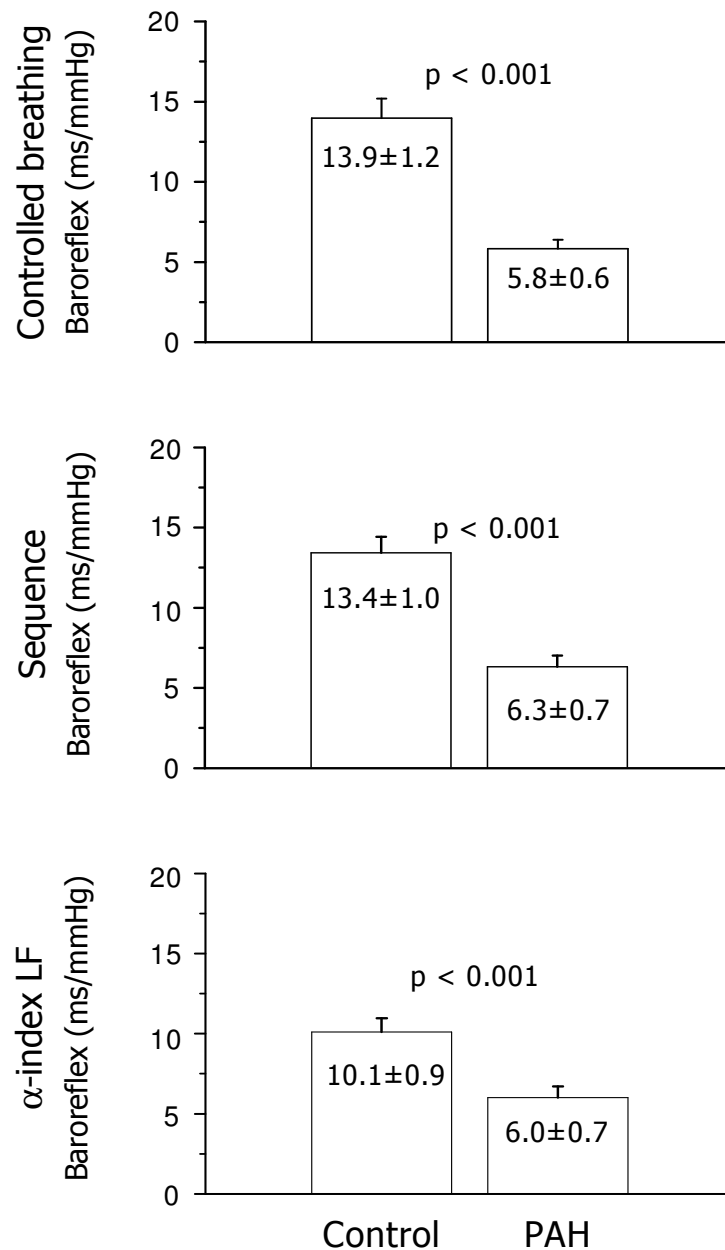 Controlled breathing
Baroreflex (ms/mmHg)
20
15
10
5
0
p < 0.001
13.9±1.2
5.8±0.6
Sequence
Baroreflex (ms/mmHg)
20
15
10
5
0
p < 0.001
13.4±1.0
6.3±0.7
α-index LF
Baroreflex (ms/mmHg)
20
15
10
5
0
p < 0.001
10.1±0.9
6.0±0.7
Control
PAH